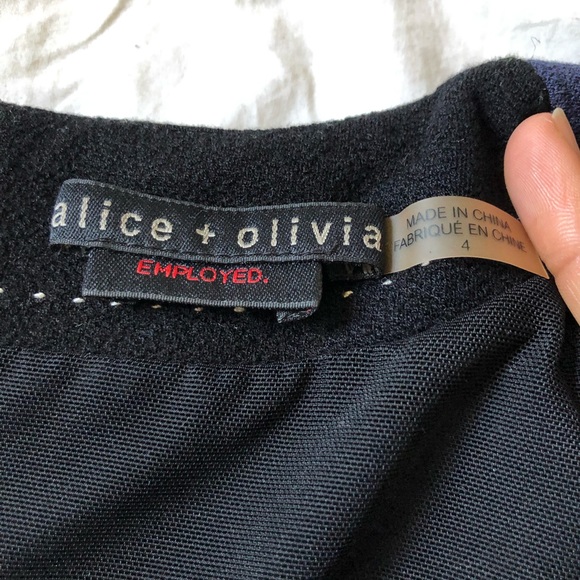 alice + olivia
EMPLOYED.
MADE IN CHINA
FABRIQUÉ EN CHINE
4